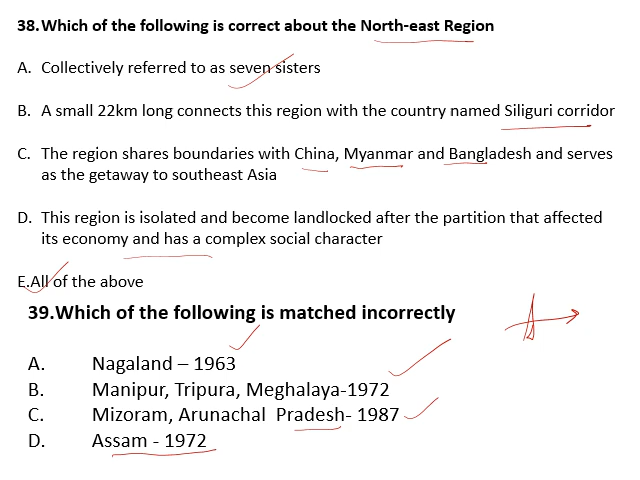 38.Which of the following is correct about the North-east Region
A. Collectively referred to as seven sisters
B. A small 22km long connects this region with the country named Siliguri corridor
C. The region shares boundaries with China, Myanmar and Bangladesh and serves
as the getaway to southeast Asia
D. This region is isolated and become landlocked after the partition that affected
its economy and has a complex social character
E.All of the above
39.Which of the following is matched incorrectly
A. Nagaland – 1963
B. Manipur, Tripura, Meghalaya-1972
C. Mizoram, Arunachal Pradesh- 1987
D. Assam - 1972